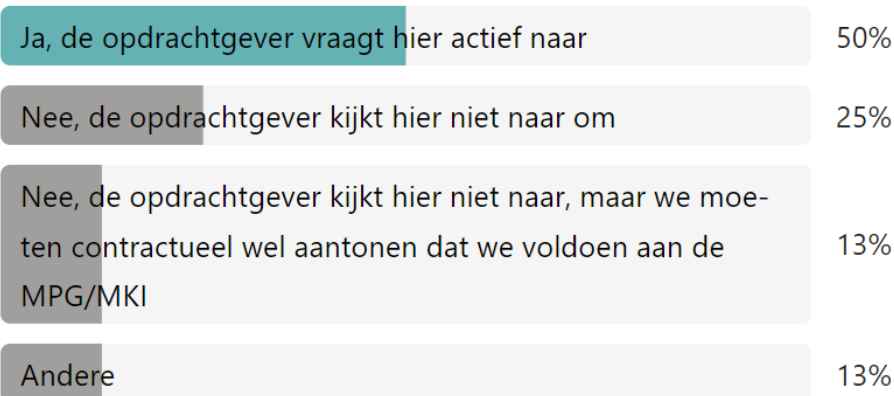 Ja, de opdrachtgever vraagt hier actief naar 50%
Nee, de opdrachtgever kijkt hier niet naar om 25%
Nee, de opdrachtgever kijkt hier niet naar, maar we moe-
ten contractueel wel aantonen dat we voldoen aan de 13%
MPG/MKI
Andere 13%